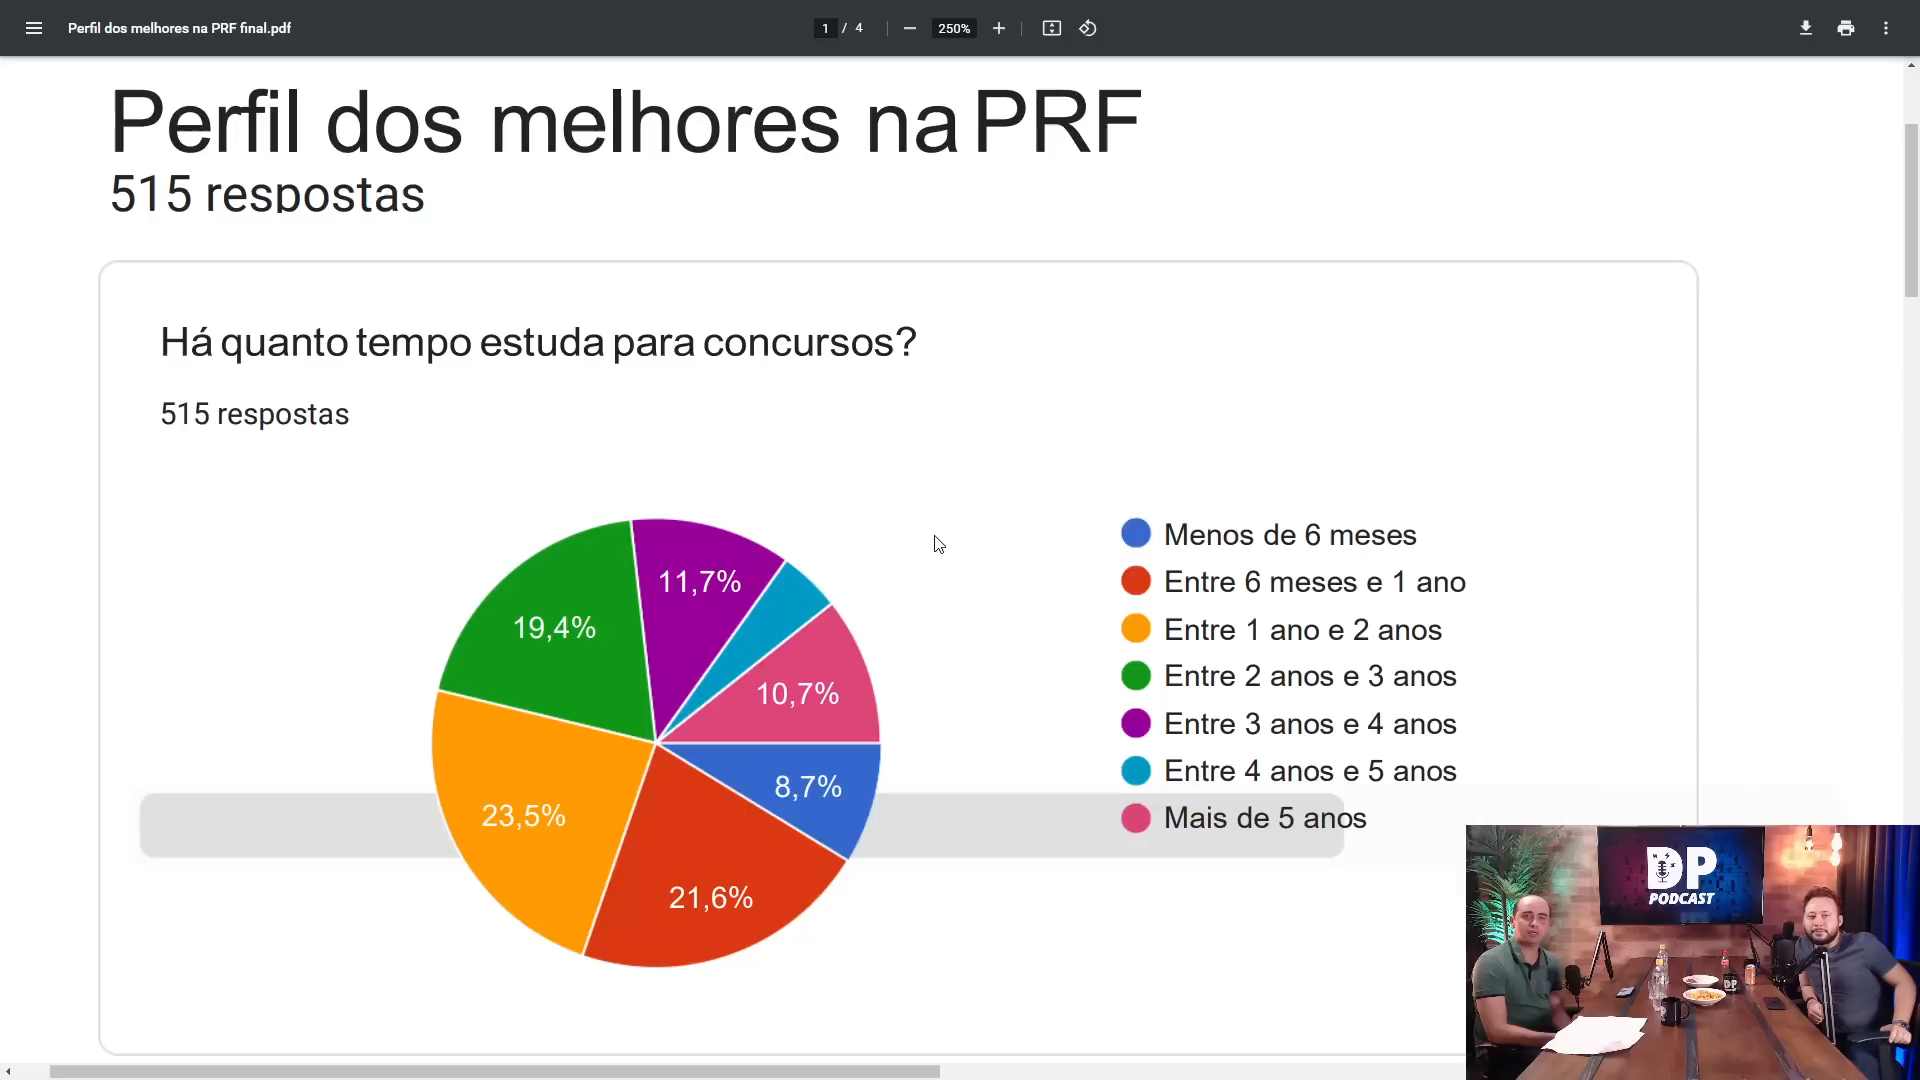 Perfil dos melhores na PRF final.pdf
1 / 4
250%
Perfil dos melhores na PRF
515 respostas
Há quanto tempo estuda para concursos?
515 respostas
11,7%
19,4%
10,7%
8,7%
23,5%
21,6%
Menos de 6 meses
Entre 6 meses e 1 ano
Entre 1 ano e 2 anos
Entre 2 anos e 3 anos
Entre 3 anos e 4 anos
Entre 4 anos e 5 anos
Mais de 5 anos
DP
PODCAST
DP